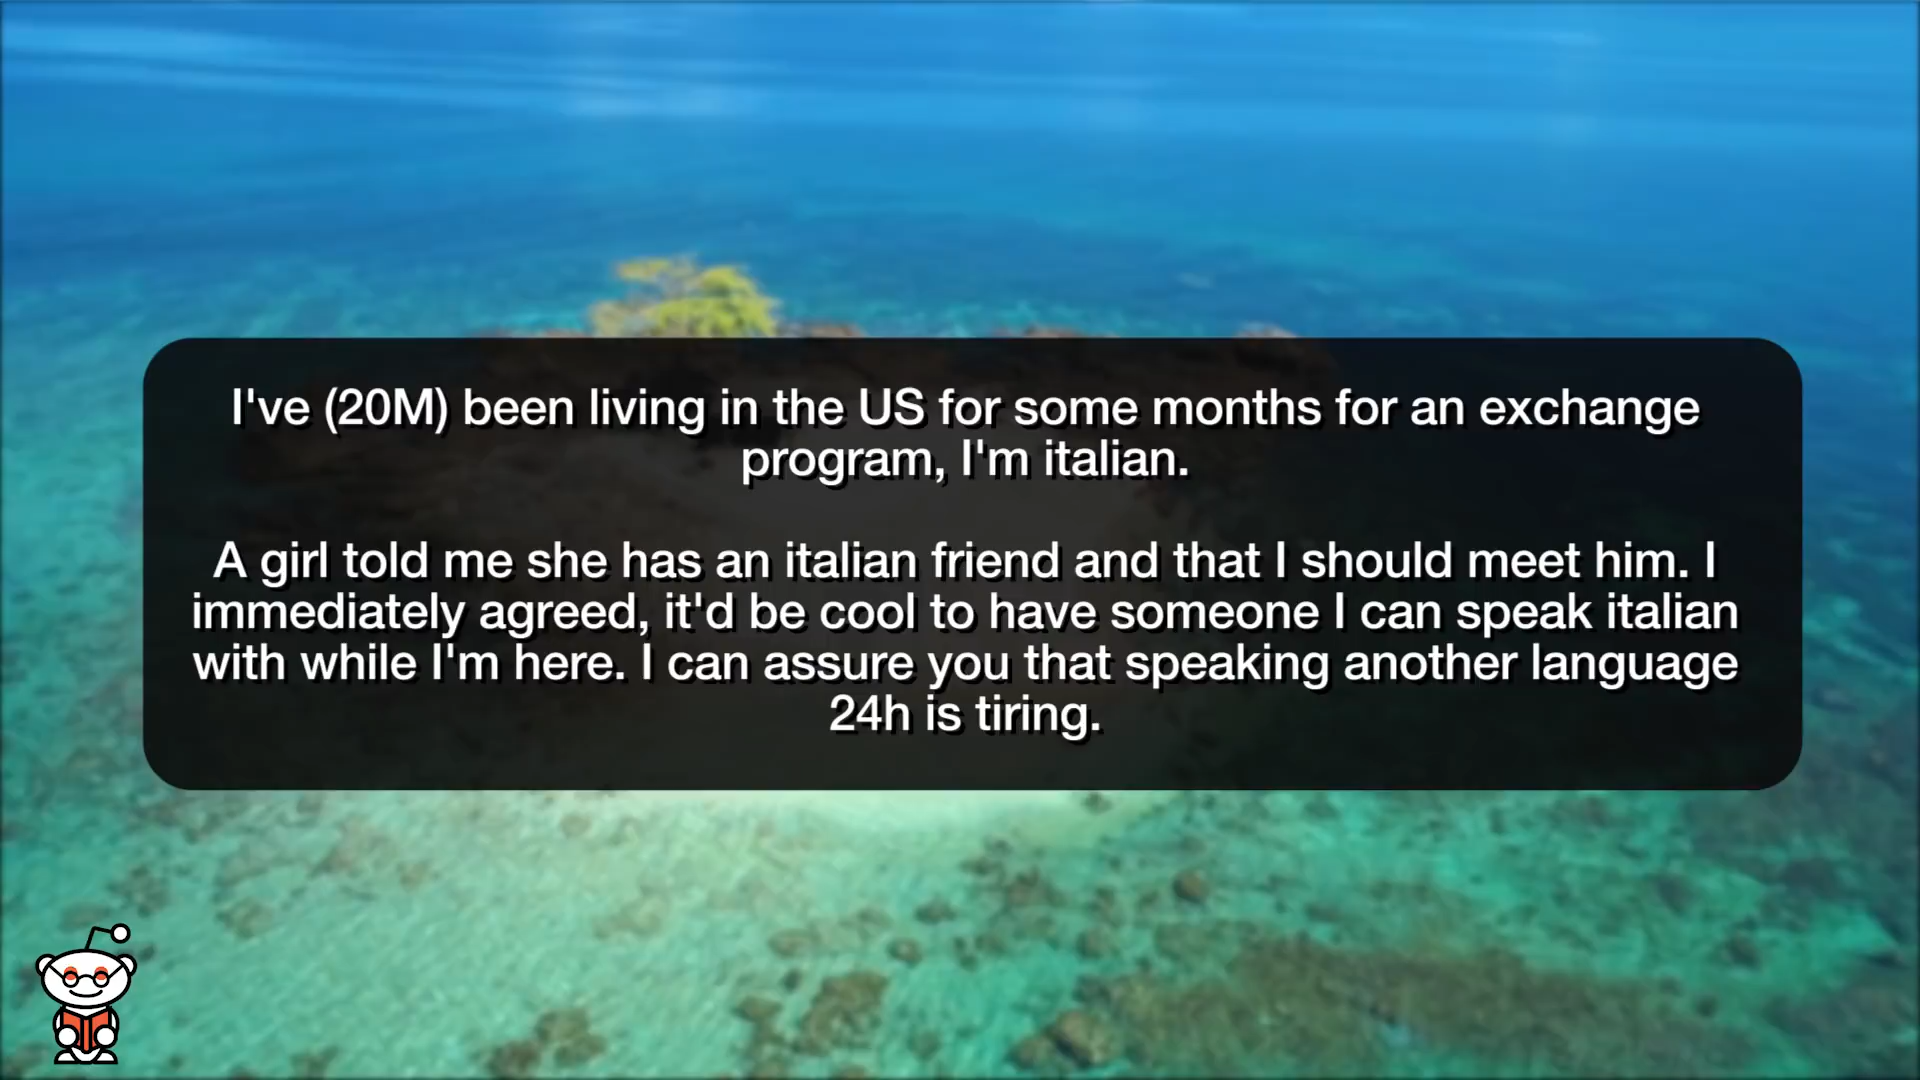 I've (20M) been living in the US for some months for an exchange
program, I'm italian.
A girl told me she has an italian friend and that I should meet him. I
immediately agreed, it'd be cool to have someone I can speak italian
with while I'm here. I can assure you that speaking another language
24h is tiring.